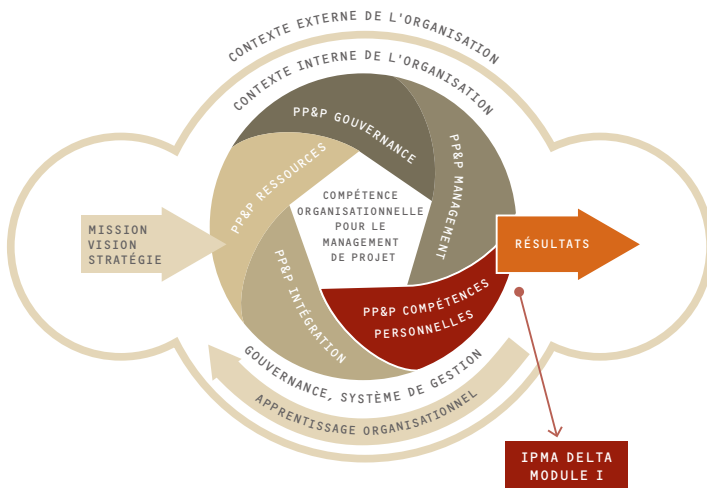 CONTEXTE EXTERNE DE L'ORGANISATION
CONTEXTE INTERNE DE L'ORGANISATION
PP&P GOUVERNANCE
PP&P MANAGEMENT
PP&P RESSOURCES
COMPÉTENCE
ORGANISATIONNELLE
POUR LE
MANAGEMENT
DE PROJET
MISSION
VISION
STRATÉGIE
RÉSULTATS
PP&P INTÉGRATION
PP&P COMPÉTENCES
PERSONNELLES
GOUVERNANCE, SYSTÈME DE GESTION
APPRENTISSAGE ORGANISATIONNEL
IPMA DELTA
MODULE I